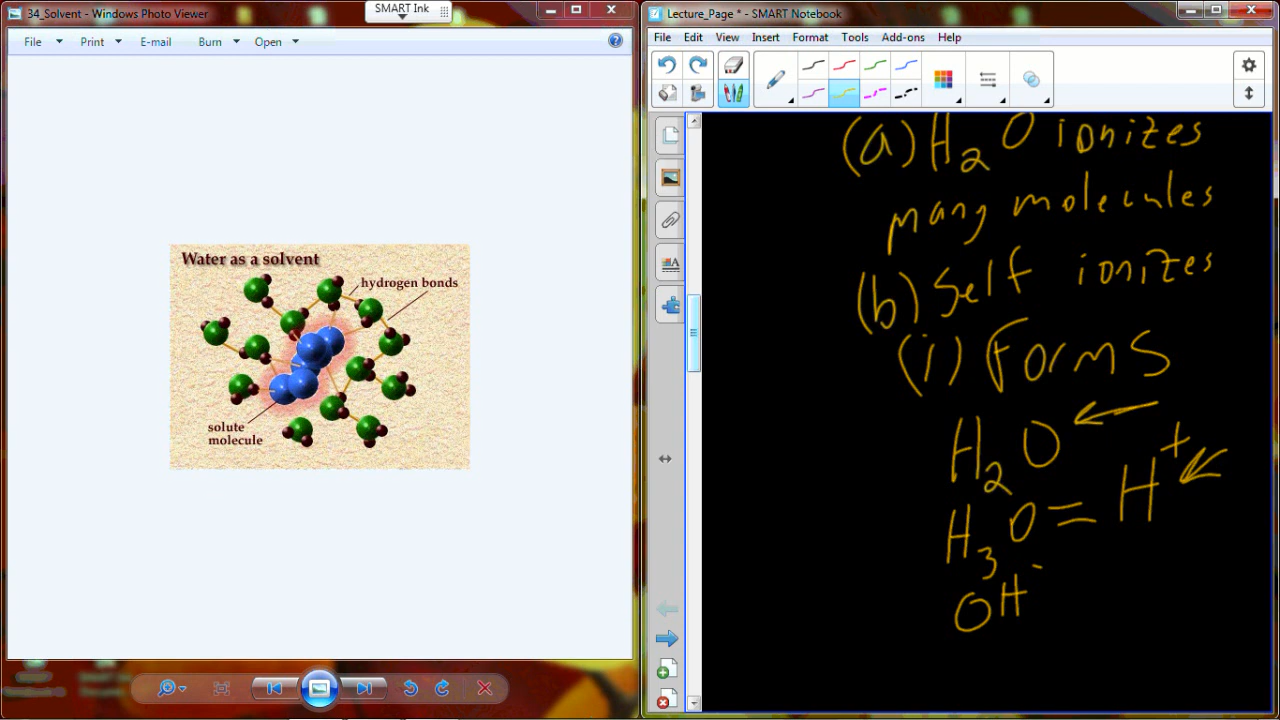 34_Solvent - Windows Photo Viewer
SMART Ink
File Print E-mail Burn Open
Water as a solvent
hydrogen bonds
solute
molecule
Lecture_Page * - SMART Notebook
File Edit View Insert Format Tools Add-ons Help
(a) H₂O ionizes
many molecules
(b) Self ionizes
(i) Forms
H₂O
H₃O = H⁺
OH⁻